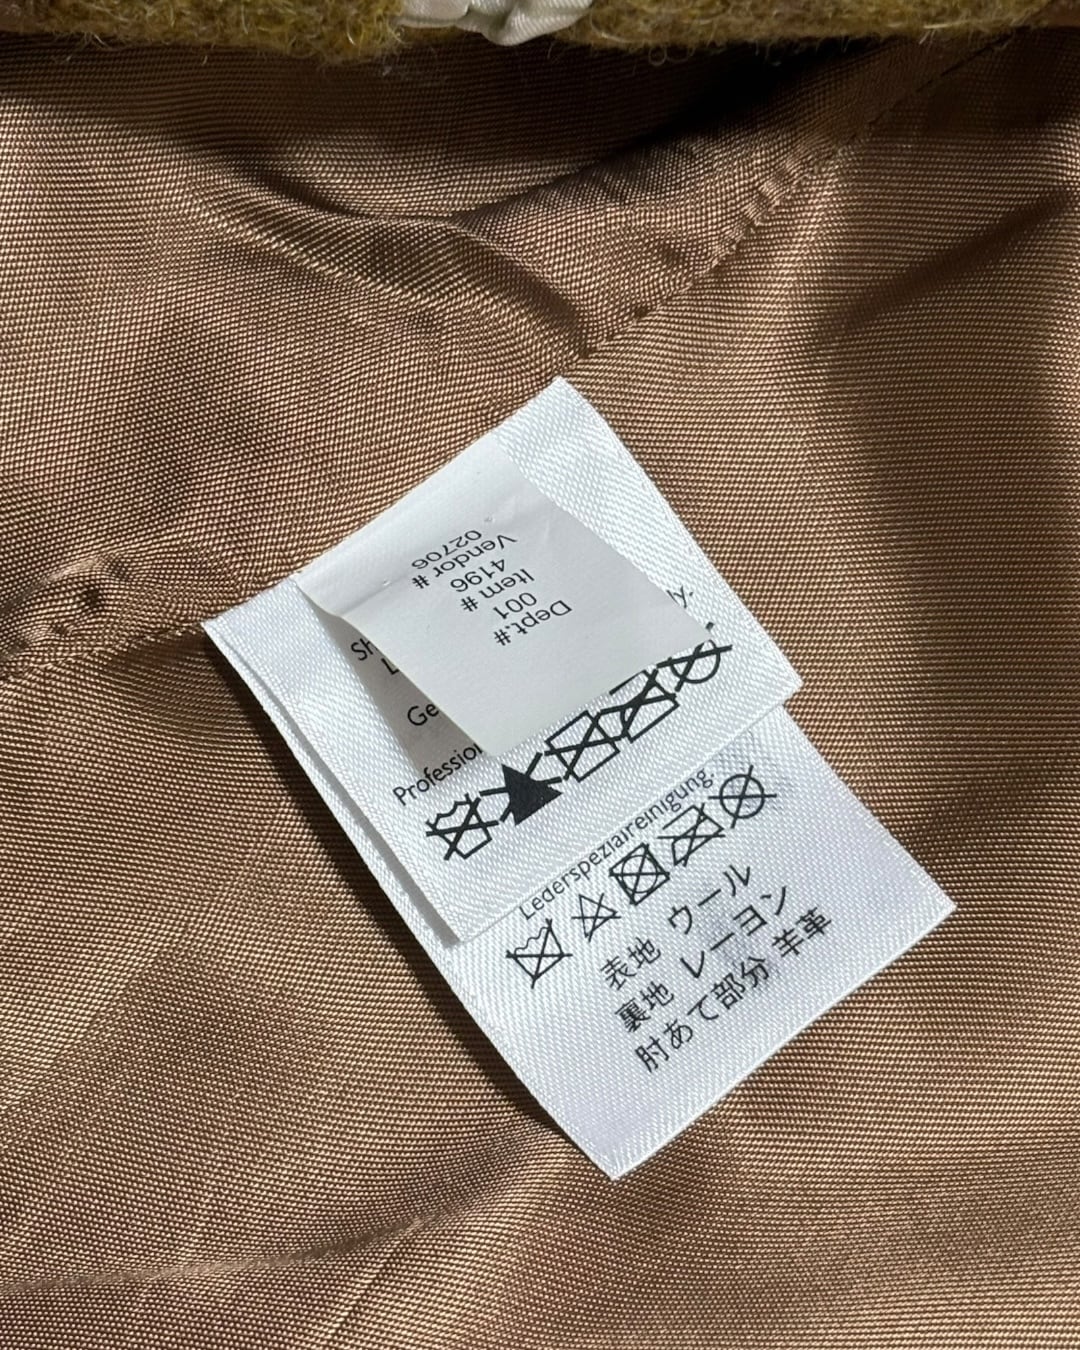 Dept.#
001
Item #
4196
Vendor #
02706
Lederspezialreinigung
表地 ウール
裏地 レーヨン
肘あて部分 羊革